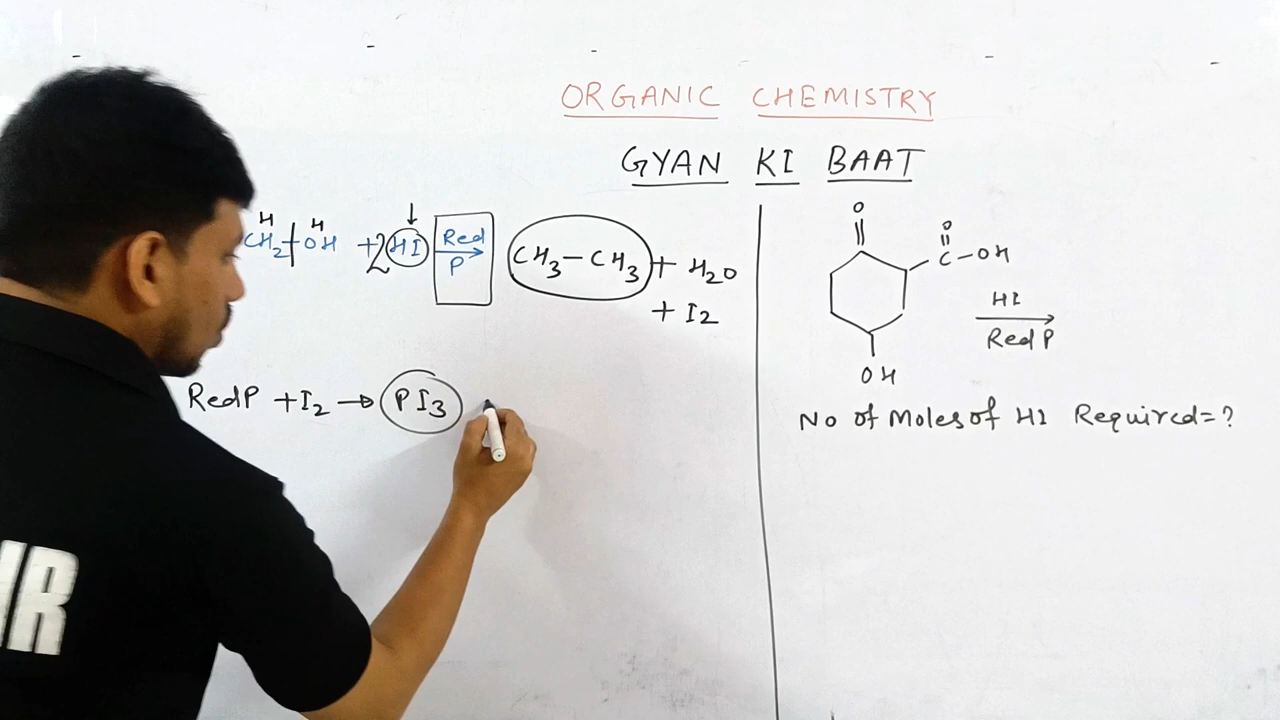 ORGANIC CHEMISTRY
GYAN KI BAAT
H H
CH2 OH + 2HI Red P → CH3-CH3 + H2O
+ I2
Red P + I2 → PI3
O
O
C-OH
OH
HI
Red P
No of Moles of HI Required=?
IR